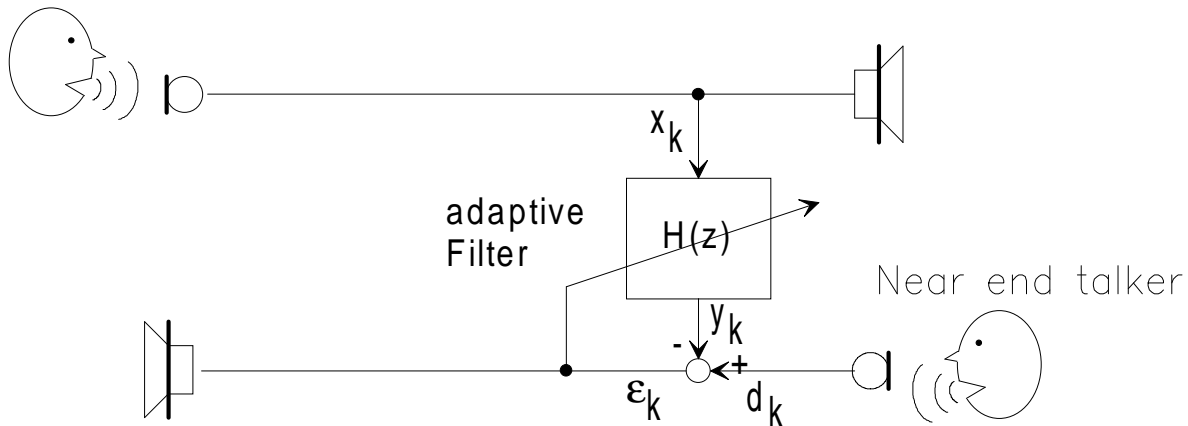 x_k
adaptive
Filter
H(z)
Near end talker
y_k
-
+
ε_k
d_k